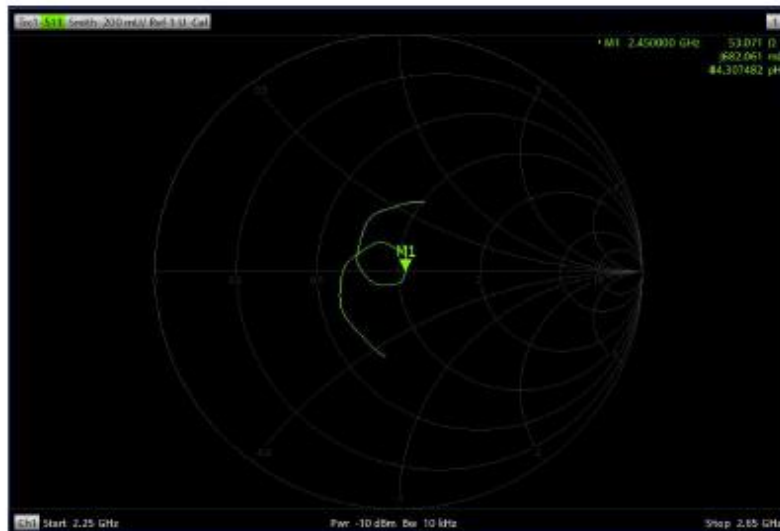 Trc1 S11 Smith 200 mU/ Ref 1 U Cal
• M1 2.450000 GHz 53.071 Ω
j682.061 m
44.307482 pH
M1
Ch1 Start 2.25 GHz Pwr -10 dBm Bw 10 kHz Stop 2.65 GHz